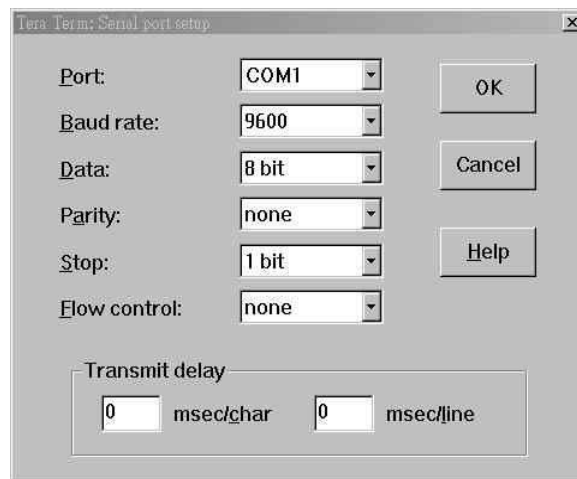 Tera Term: Serial port setup
Port: COM1
OK
Baud rate: 9600
Data: 8 bit
Cancel
Parity: none
Stop: 1 bit
Help
Flow control: none
Transmit delay
0 msec/char 0 msec/line